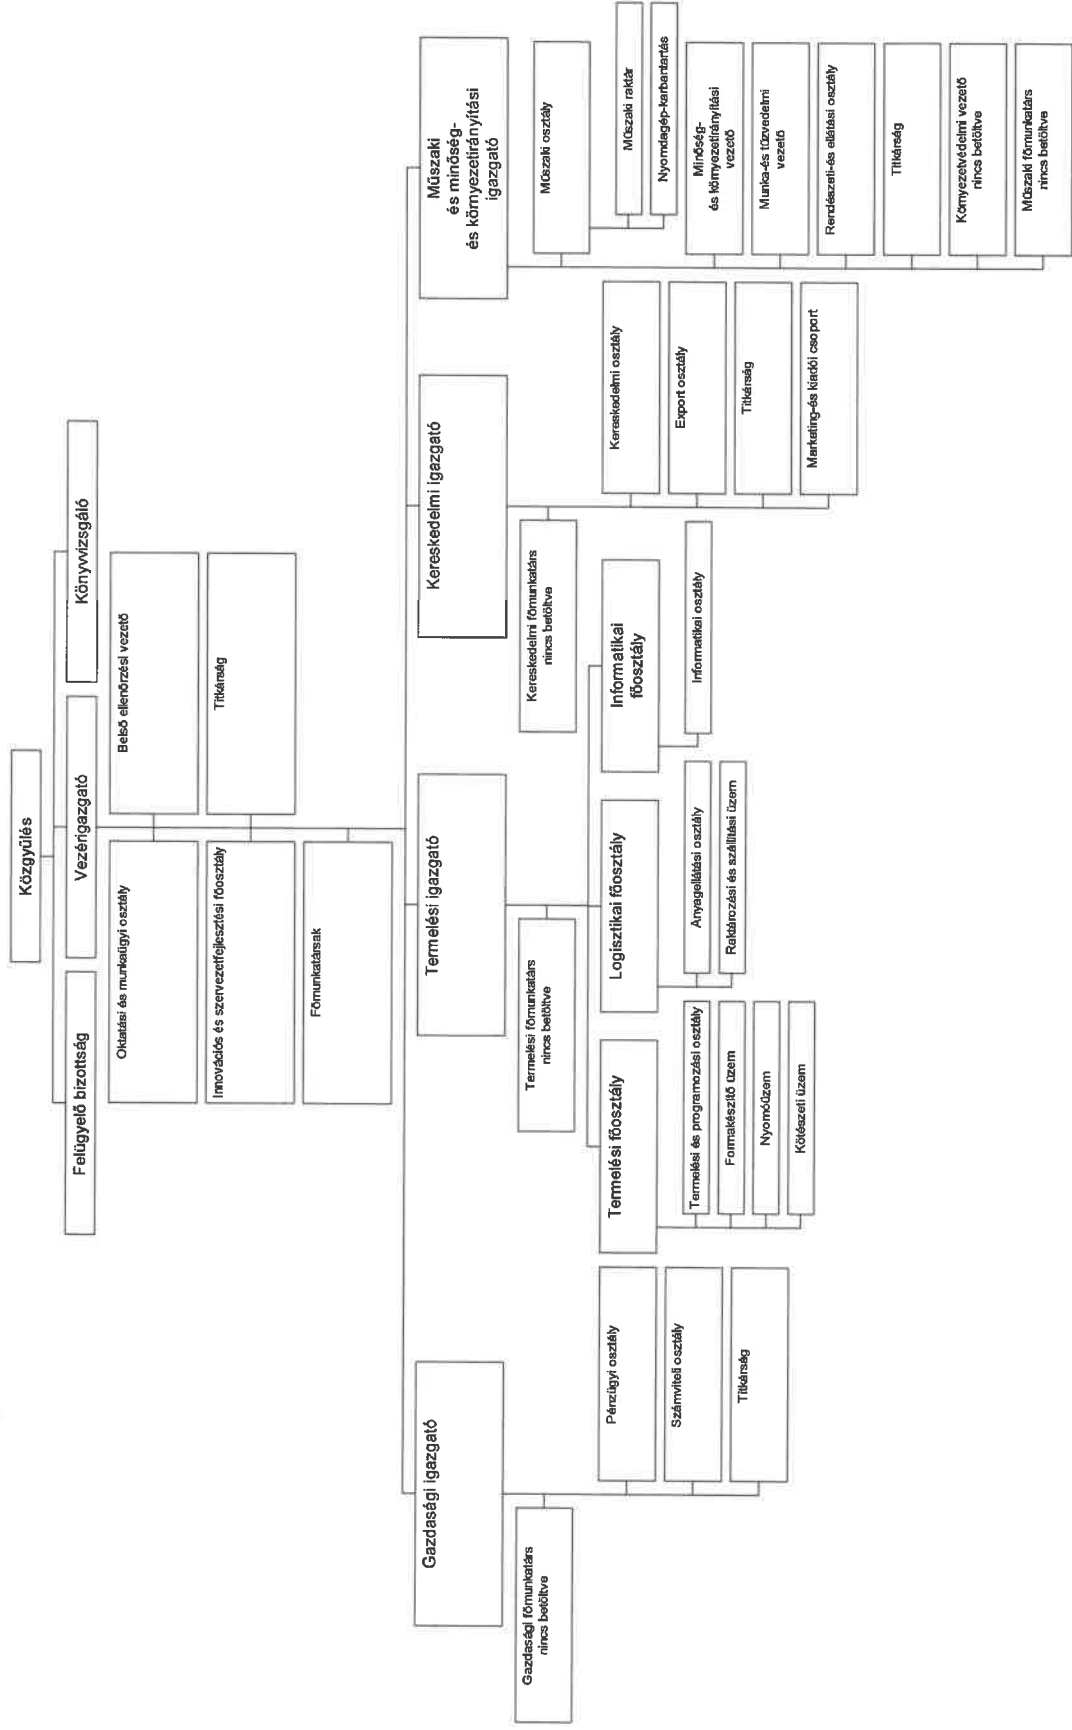 Közgyűlés
Felügyelő bizottság
Vezérigazgató
Könyvvizsgáló
Oktatási és munkaügyi osztály
Belső ellenőrzési vezető
Innovációs és szervezetfejlesztési főosztály
Titkárság
Főmunkatársak
Gazdasági igazgató
Gazdasági főmunkatárs
nincs betöltve
Pénzügyi osztály
Számviteli osztály
Titkárság
Termelési igazgató
Termelési főmunkatárs
nincs betöltve
Termelési főosztály
Termelési és programozási osztály
Formakészítő üzem
Nyomóüzem
Kötészeti üzem
Logisztikai főosztály
Anyagellátási osztály
Raktározási és szállítási üzem
Informatikai
főosztály
Informatikai osztály
Kereskedelmi igazgató
Kereskedelmi főmunkatárs
nincs betöltve
Kereskedelmi osztály
Export osztály
Titkárság
Marketing-és kiadói csoport
Műszaki
és minőség-
és környezetirányítási
igazgató
Műszaki osztály
Műszaki raktár
Nyomdagép-karbantartás
Minőség-
és környezetirányítási
vezető
Munka-és tűzvedelmi
vezető
Rendészeti-és ellátási osztály
Titkárság
Környezetvédelmi vezető
nincs betöltve
Műszaki főmunkatárs
nincs betöltve